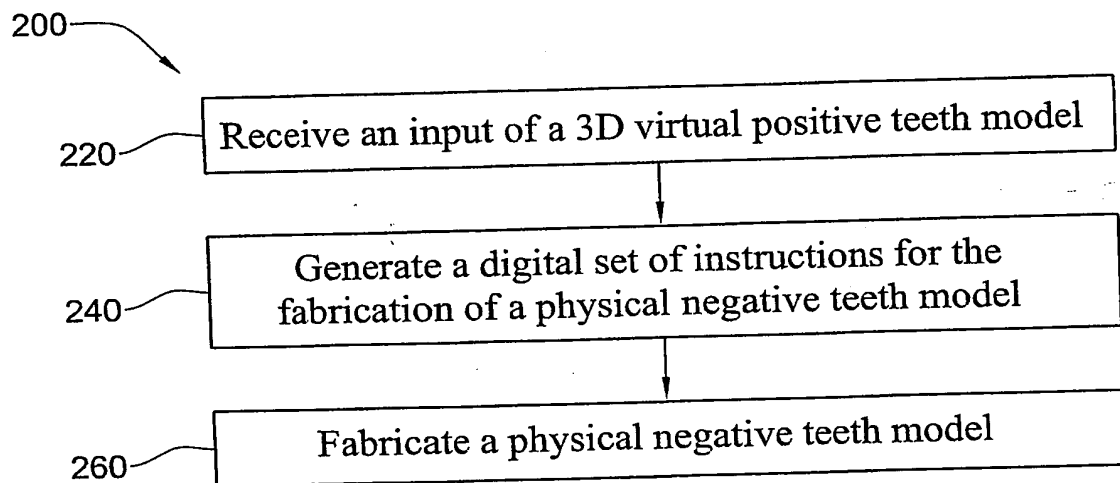 200
220
Receive an input of a 3D virtual positive teeth model
240
Generate a digital set of instructions for the
fabrication of a physical negative teeth model
260
Fabricate a physical negative teeth model